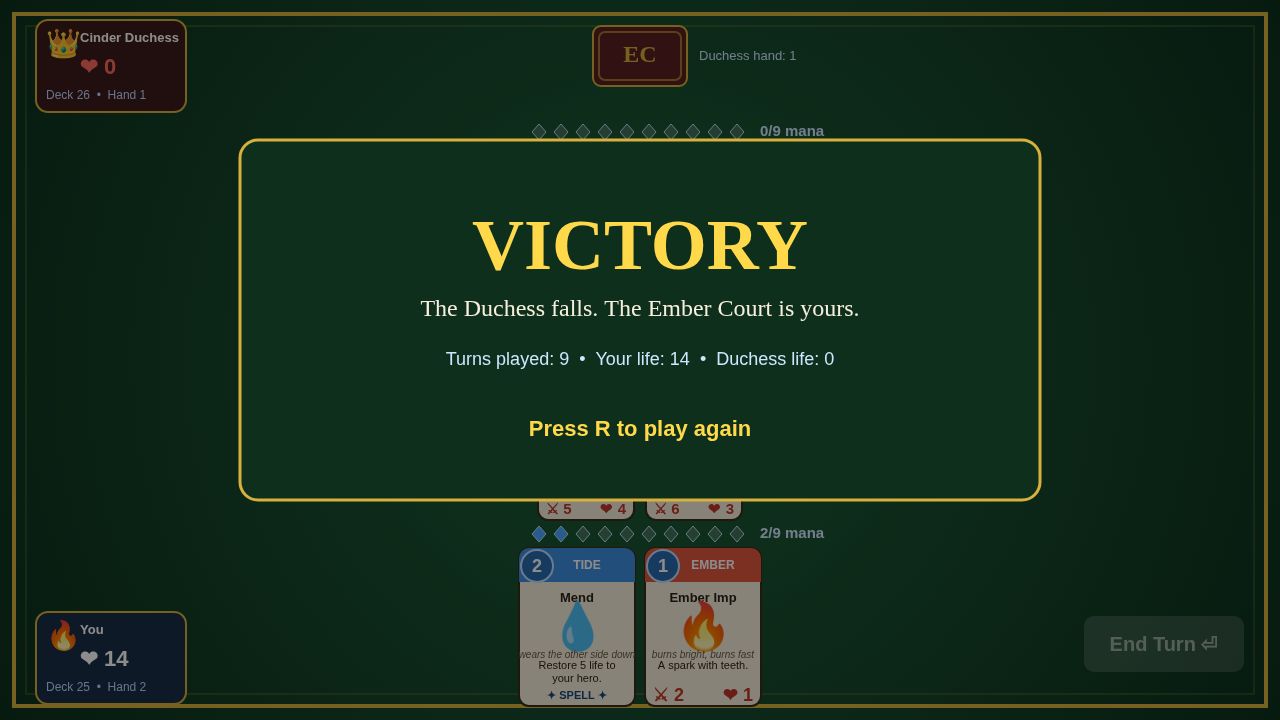 Cinder Duchess
❤ 0
Deck 26 • Hand 1
EC
Duchess hand: 1
0/9 mana
VICTORY
The Duchess falls. The Ember Court is yours.
Turns played: 9 • Your life: 14 • Duchess life: 0
Press R to play again
⚔ 5 ❤ 4
⚔ 6 ❤ 3
2/9 mana
2 TIDE
Mend
wears the other side down
Restore 5 life to
your hero.
✦ SPELL ✦
1 EMBER
Ember Imp
burns bright, burns fast
A spark with teeth.
⚔ 2 ❤ 1
You
❤ 14
Deck 25 • Hand 2
End Turn ⏎